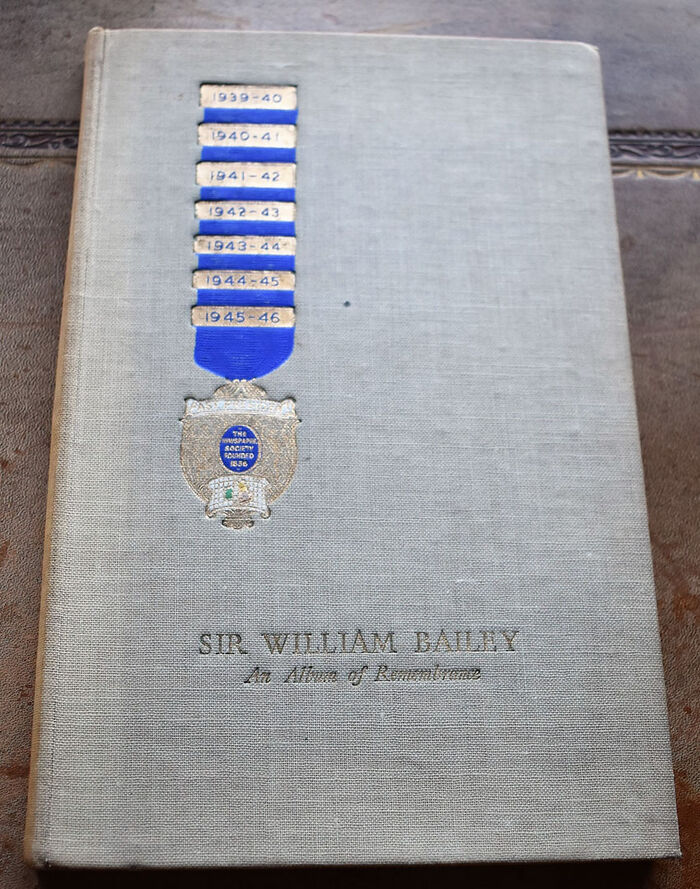 1939-40
1940-41
1941-42
1942-43
1943-44
1944-45
1945-46
THE
NEWSPAPER
SOCIETY
FOUNDED
1836
SIR WILLIAM BAILEY
An Album of Remembrance